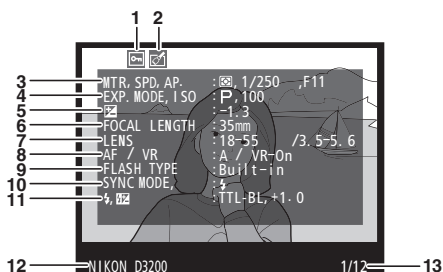 1 2
3 MTR, SPD, AP. : , 1/250 , F11
4 EXP. MODE, ISO : P, 100
5 : -1.3
6 FOCAL LENGTH : 35mm
7 LENS : 18-55 /3.5-5.6
8 AF / VR : A / VR-On
9 FLASH TYPE : Built-in
10 SYNC MODE, :
11 , : TTL-BL, +1.0
12 NIKON D3200 1/12 13